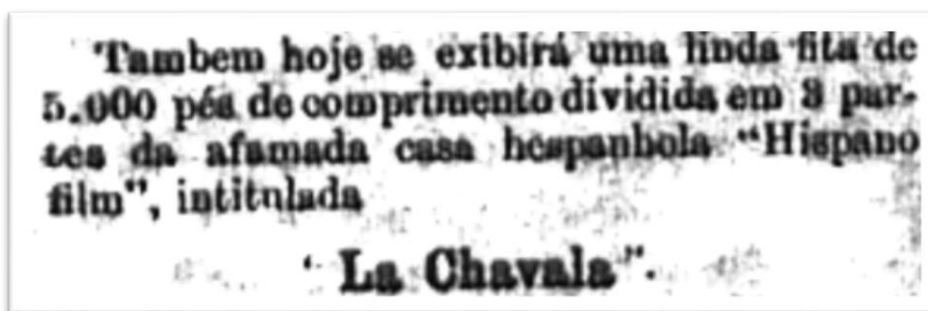 Tambem hoje se exibirá uma linda fita de
5.000 pés de comprimento dividida em 3 par-
tes da afamada casa hespanhola "Hispano
film", intitulada
' La Chavala".